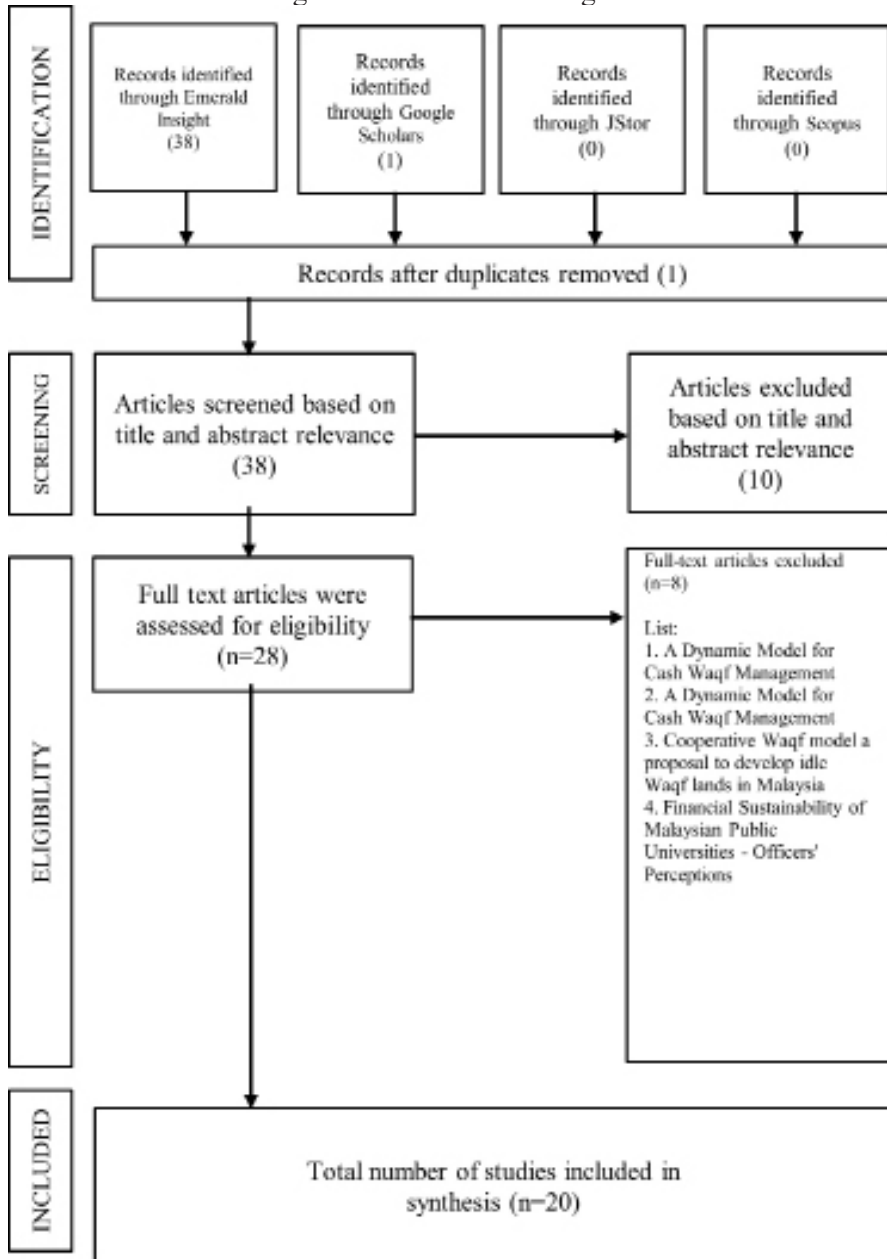 IDENTIFICATION
Records identified
through Emerald
Insight
(38)
Records
identified
through Google
Scholars
(1)
Records
identified
through JStor
(0)
Records
identified
through Scopus
(0)
Records after duplicates removed (1)
SCREENING
Articles screened based on
title and abstract relevance
(38)
Articles excluded
based on title and
abstract relevance
(10)
ELIGIBILITY
Full text articles were
assessed for eligibility
(n=28)
Full-text articles excluded
(n=8)
List:
1. A Dynamic Model for
Cash Waqf Management
2. A Dynamic Model for
Cash Waqf Management
3. Cooperative Waqf model a
proposal to develop idle
Waqf lands in Malaysia
4. Financial Sustainability of
Malaysian Public
Universities - Officers'
Perceptions
INCLUDED
Total number of studies included in
synthesis (n=20)